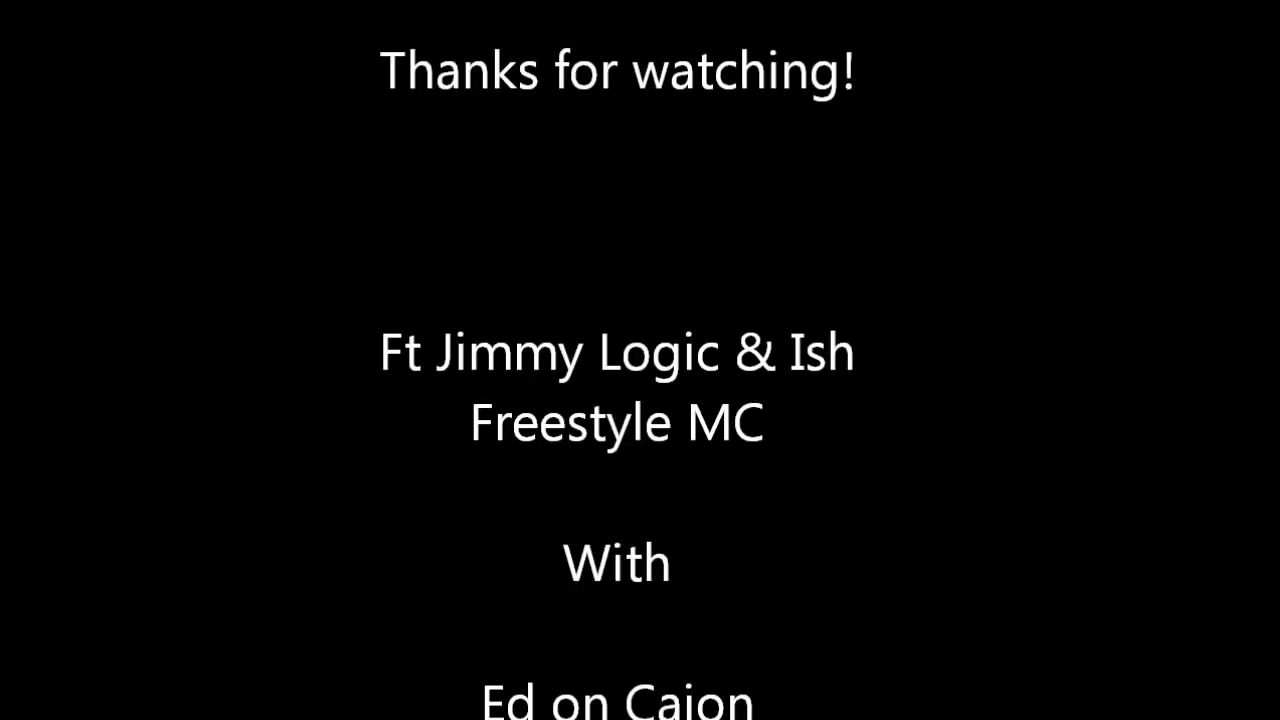 Thanks for watching!
Ft Jimmy Logic & Ish
Freestyle MC
With
Ed on Cajon